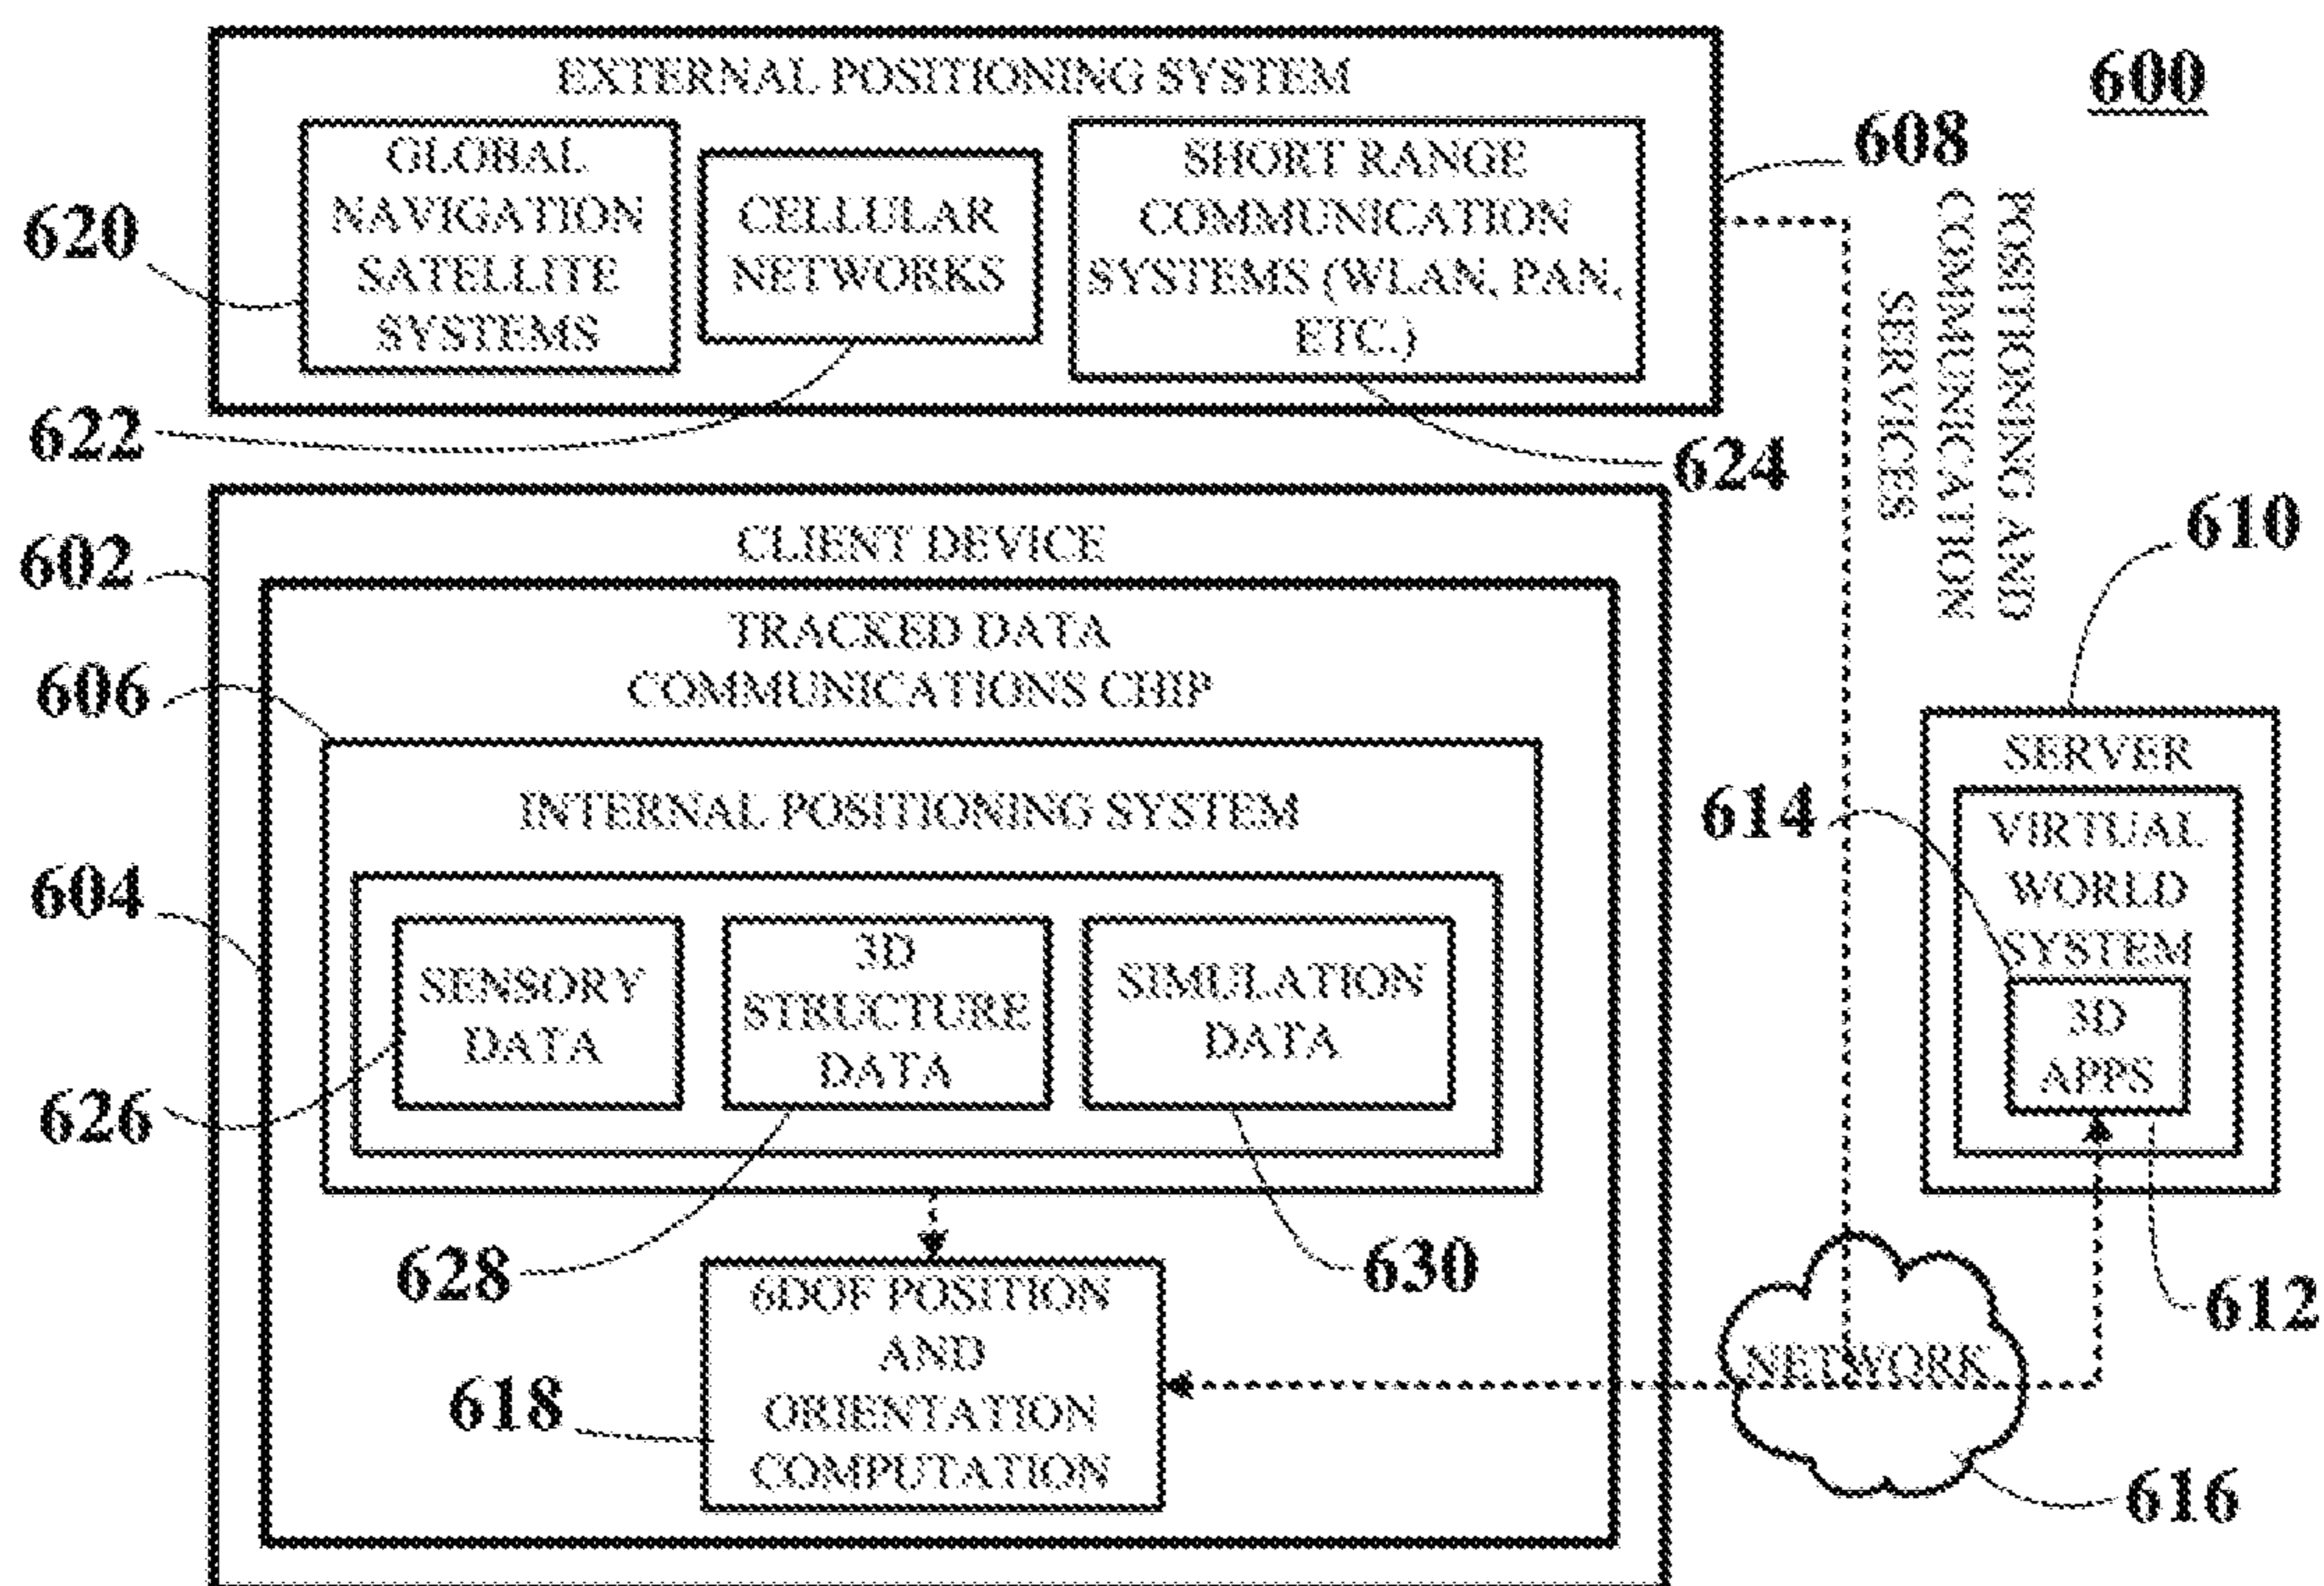 600
EXTERNAL POSITIONING SYSTEM
GLOBAL
NAVIGATION
SATELLITE
SYSTEMS
CELLULAR
NETWORKS
SHORT RANGE
COMMUNICATION
SYSTEMS (WLAN, PAN,
ETC.)
608
620
622
624
POSITIONING AND
COMMUNICATION
SERVICES
CLIENT DEVICE
602
TRACKED DATA
COMMUNICATIONS CHIP
606
INTERNAL POSITIONING SYSTEM
604
SENSORY
DATA
3D
STRUCTURE
DATA
SIMULATION
DATA
626
628
630
6DOF POSITION
AND
ORIENTATION
COMPUTATION
618
610
SERVER
VIRTUAL
WORLD
SYSTEM
614
3D
APPS
612
NETWORK
616